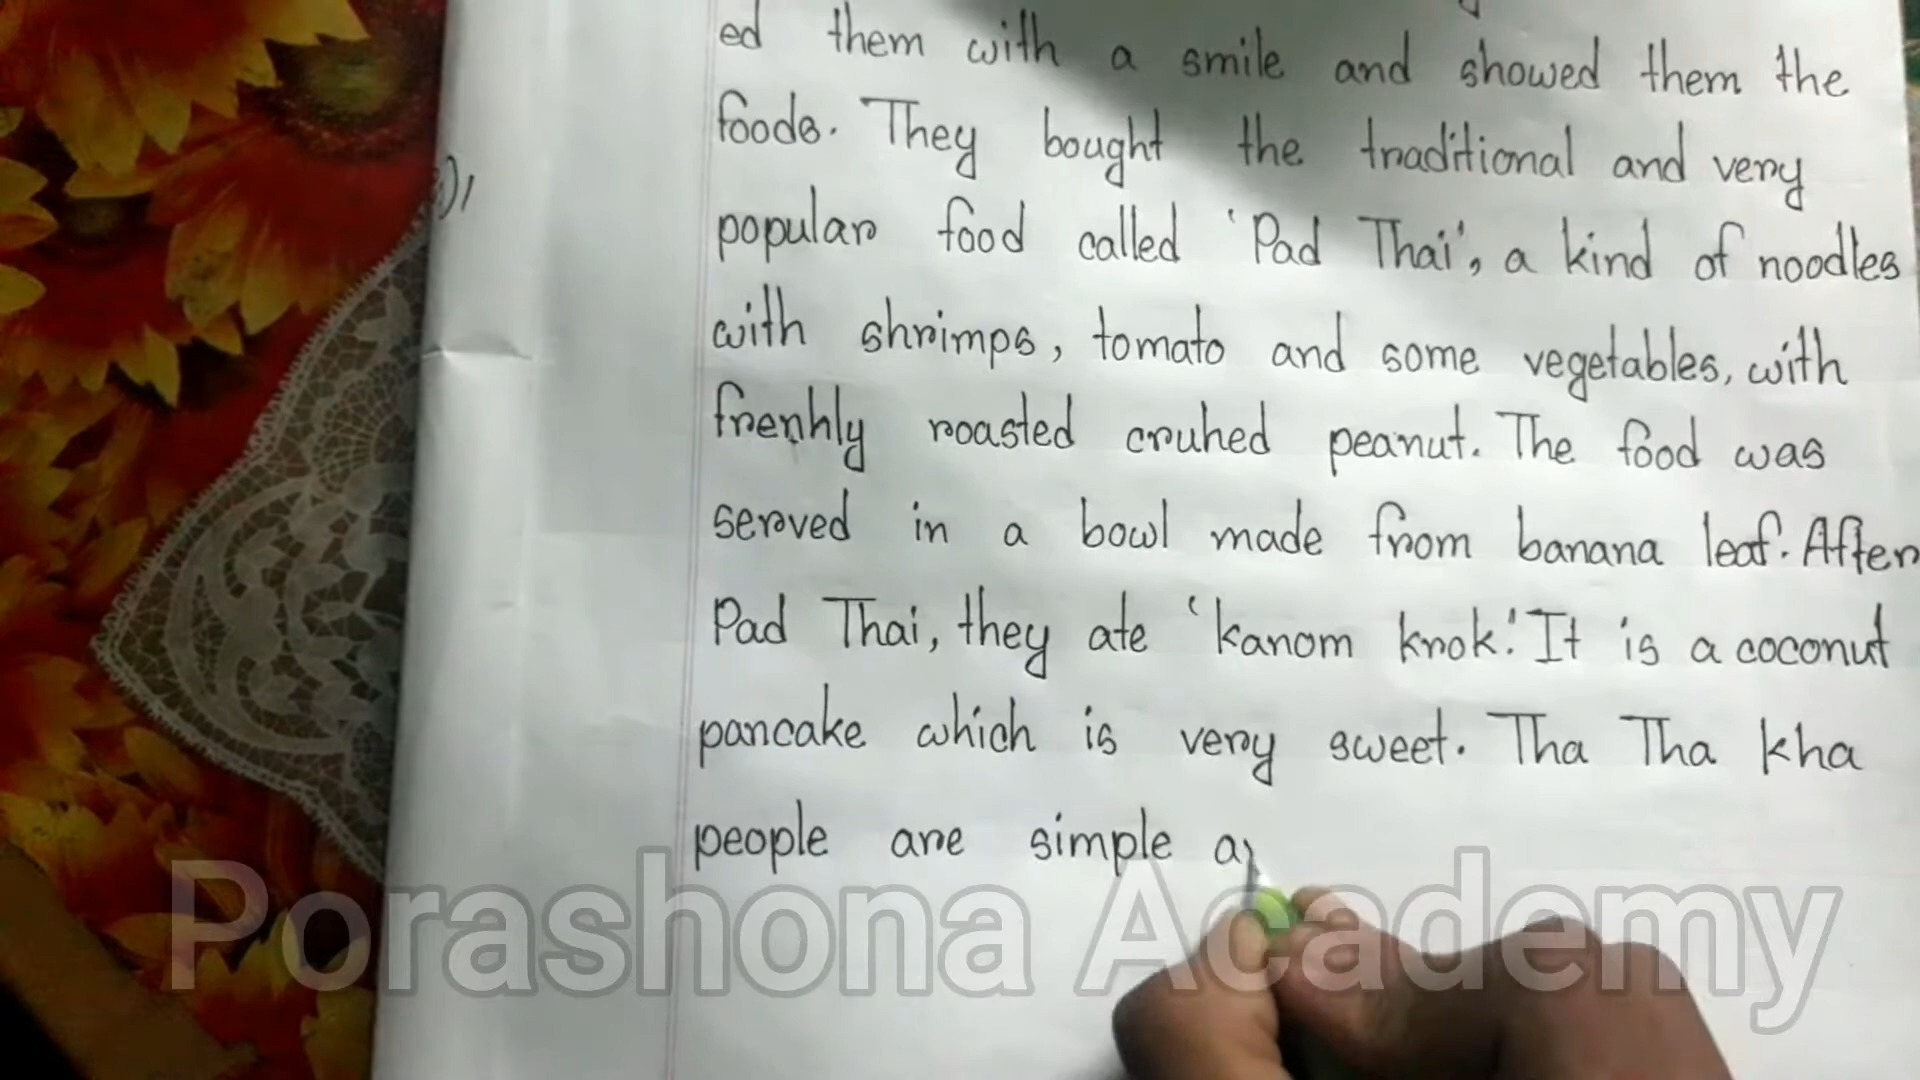 ed them with a smile and showed them the
foods. They bought the traditional and very
popular food called 'Pad Thai', a kind of noodles
with shrimps, tomato and some vegetables, with
frenhly roasted cruhed peanut. The food was
served in a bowl made from banana leaf. After
Pad Thai, they ate 'kanom krok'. It is a coconut
pancake which is very sweet. Tha Tha kha
people are simple
Porashona Academy